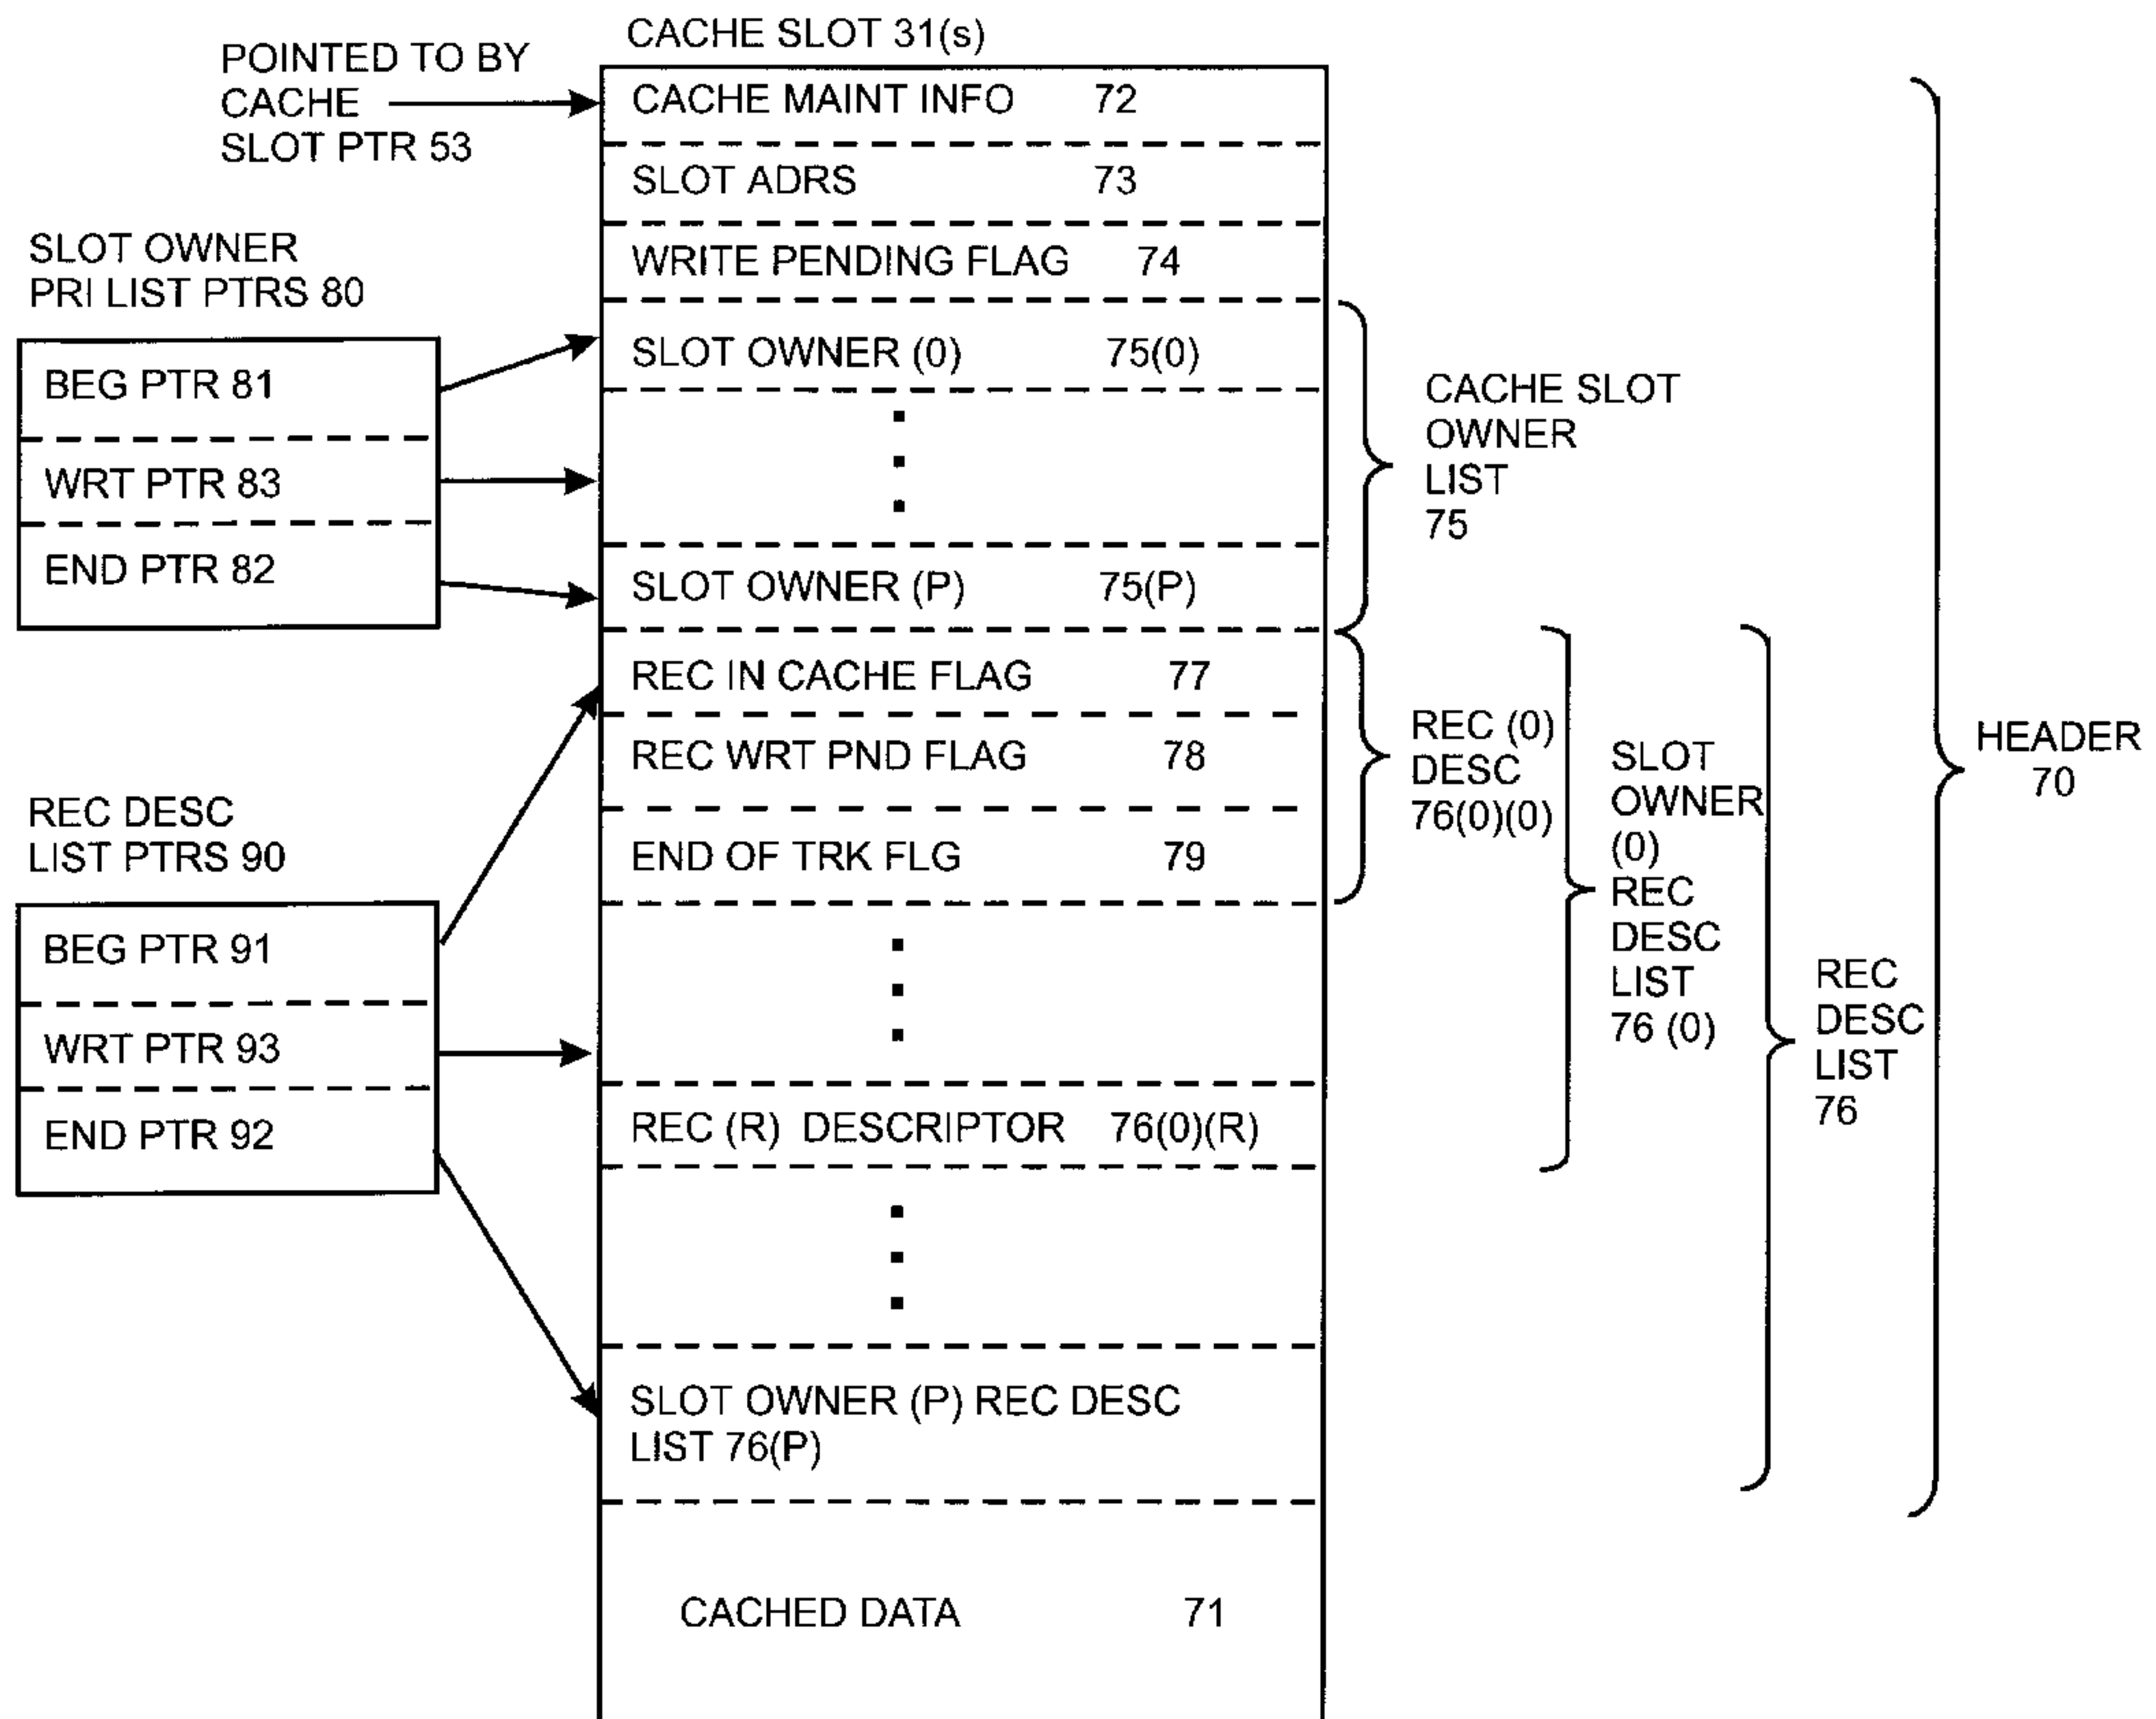 CACHE SLOT 31(s)
POINTED TO BY
CACHE
SLOT PTR 53
CACHE MAINT INFO 72
SLOT ADRS 73
WRITE PENDING FLAG 74
SLOT OWNER
PRI LIST PTRS 80
BEG PTR 81
WRT PTR 83
END PTR 82
SLOT OWNER (0) 75(0)
SLOT OWNER (P) 75(P)
CACHE SLOT
OWNER
LIST
75
REC IN CACHE FLAG 77
REC WRT PND FLAG 78
END OF TRK FLG 79
REC (0)
DESC
76(0)(0)
SLOT
OWNER
(0)
REC
DESC
LIST
76 (0)
REC
DESC
LIST
76
HEADER
70
REC DESC
LIST PTRS 90
BEG PTR 91
WRT PTR 93
END PTR 92
REC (R) DESCRIPTOR 76(0)(R)
SLOT OWNER (P) REC DESC
LIST 76(P)
CACHED DATA 71